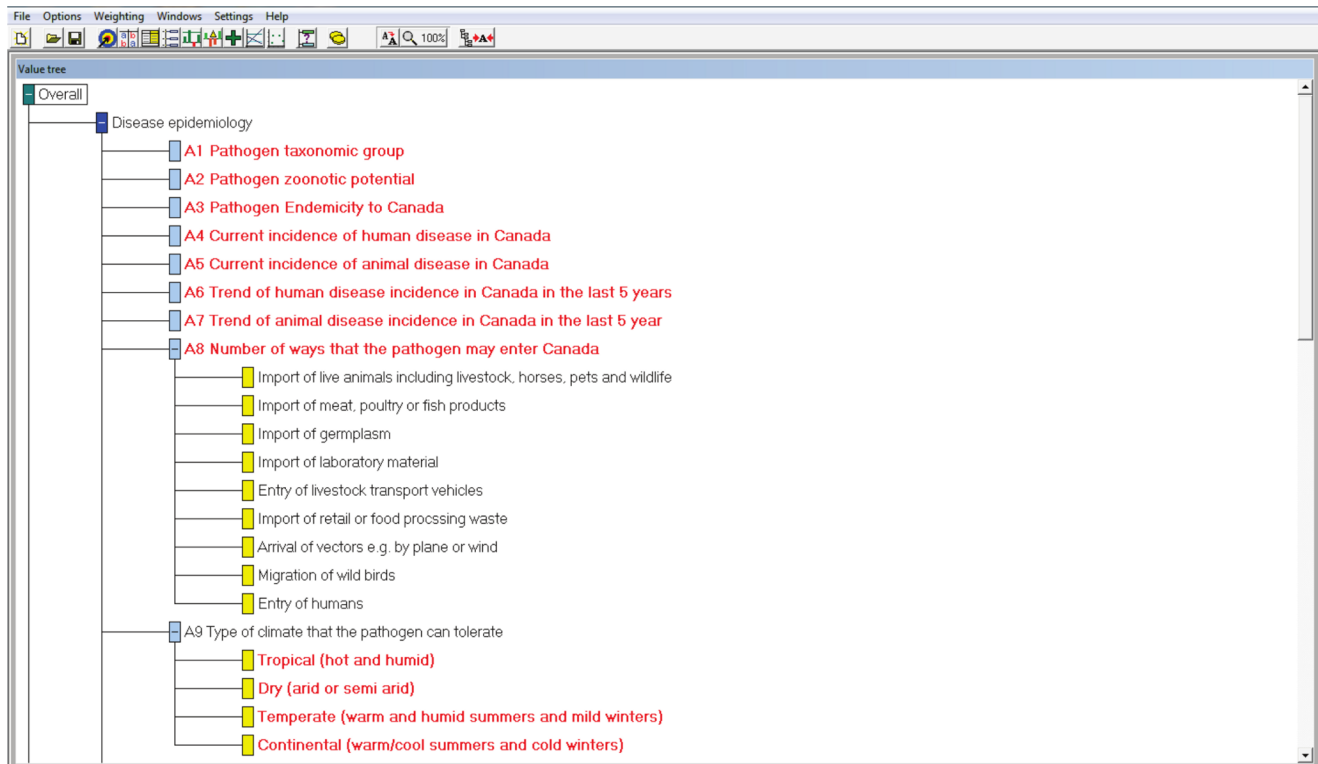 File Options Weighting Windows Settings Help
100%
Value tree
Overall
Disease epidemiology
A1 Pathogen taxonomic group
A2 Pathogen zoonotic potential
A3 Pathogen Endemicity to Canada
A4 Current incidence of human disease in Canada
A5 Current incidence of animal disease in Canada
A6 Trend of human disease incidence in Canada in the last 5 years
A7 Trend of animal disease incidence in Canada in the last 5 year
A8 Number of ways that the pathogen may enter Canada
Import of live animals including livestock, horses, pets and wildlife
Import of meat, poultry or fish products
Import of germplasm
Import of laboratory material
Entry of livestock transport vehicles
Import of retail or food procssing waste
Arrival of vectors e.g. by plane or wind
Migration of wild birds
Entry of humans
A9 Type of climate that the pathogen can tolerate
Tropical (hot and humid)
Dry (arid or semi arid)
Temperate (warm and humid summers and mild winters)
Continental (warm/cool summers and cold winters)